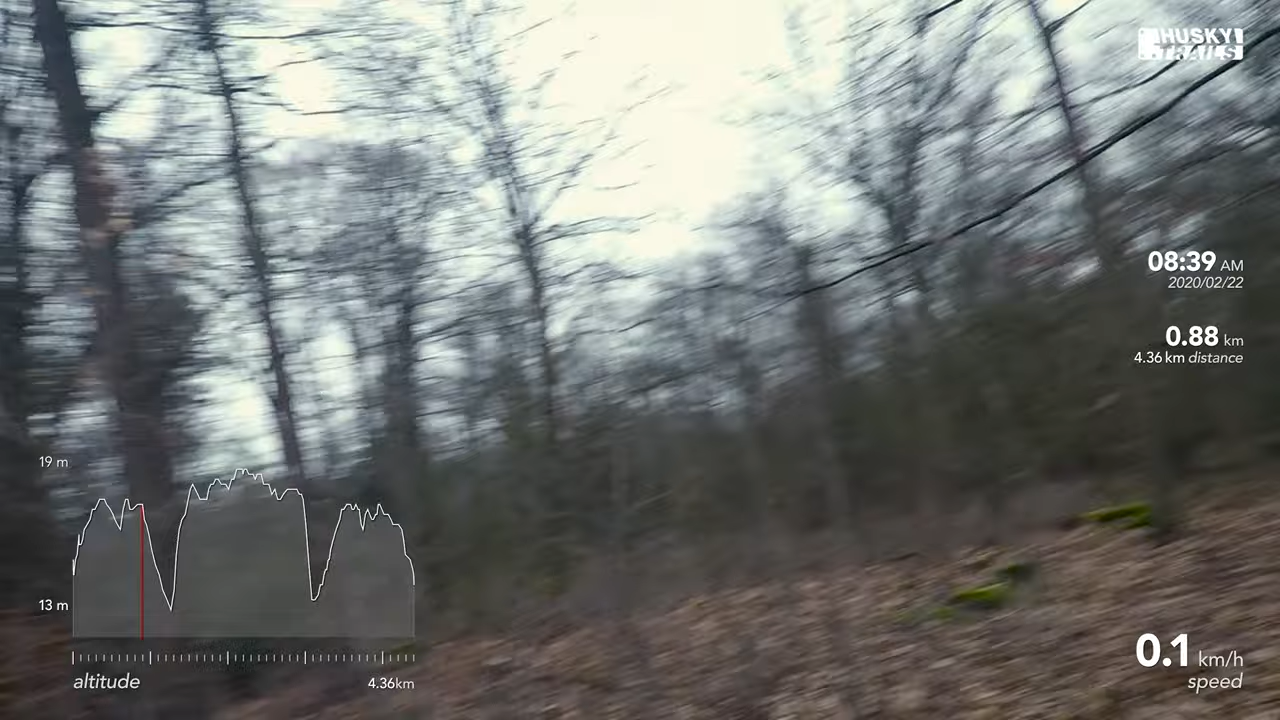 HUSKY
TRAILS
08:39 AM
2020/02/22
0.88 km
4.36 km distance
19 m
13 m
altitude
4.36km
0.1 km/h
speed